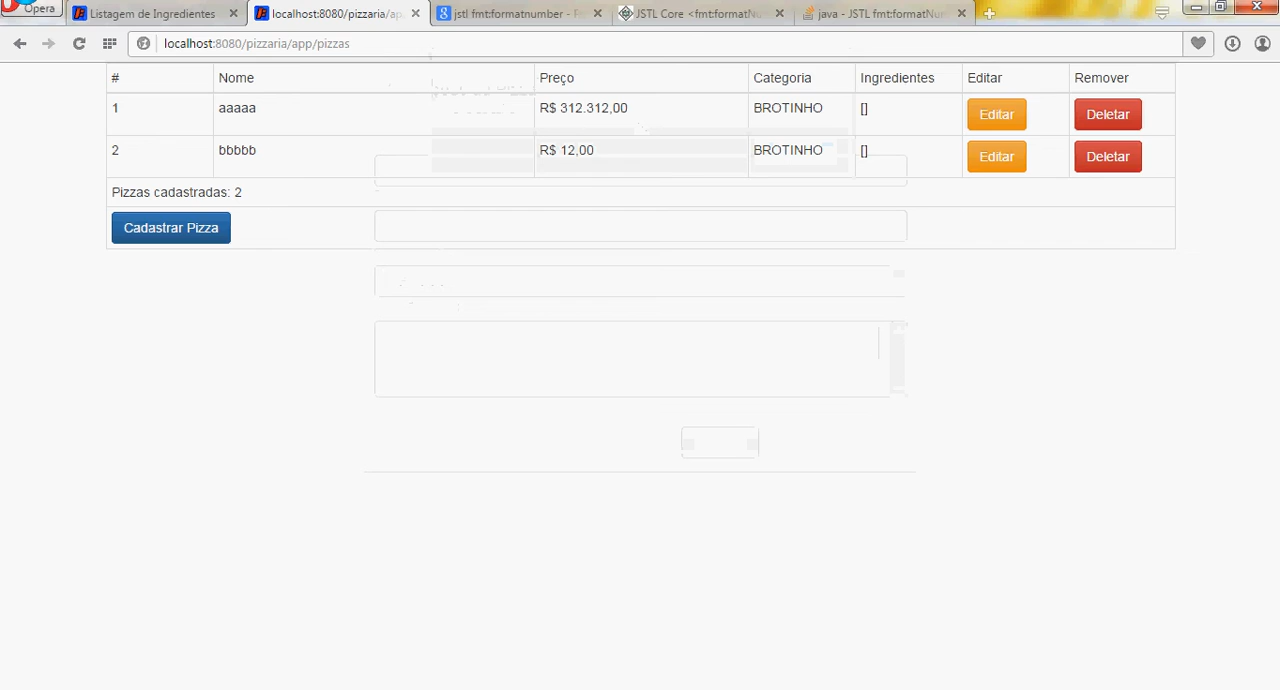 Opera
Listagem de Ingredientes
localhost:8080/pizzaria/ap
jstl fmt:formatnumber - P
JSTL Core <fmt:formatNu
java - JSTL fmt:formatNu
localhost:8080/pizzaria/app/pizzas
# Nome Preço Categoria Ingredientes Editar Remover
1 aaaaa R$ 312.312,00 BROTINHO [] Editar Deletar
2 bbbbb R$ 12,00 BROTINHO [] Editar Deletar
Pizzas cadastradas: 2
Cadastrar Pizza